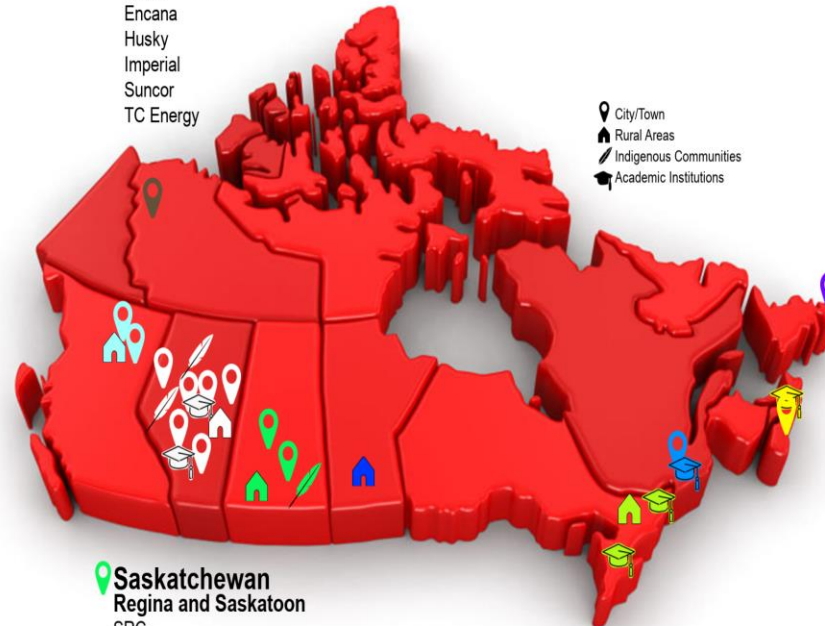 Encana
Husky
Imperial
Suncor
TC Energy
City/Town
Rural Areas
Indigenous Communities
Academic Institutions
Saskatchewan
Regina and Saskatoon